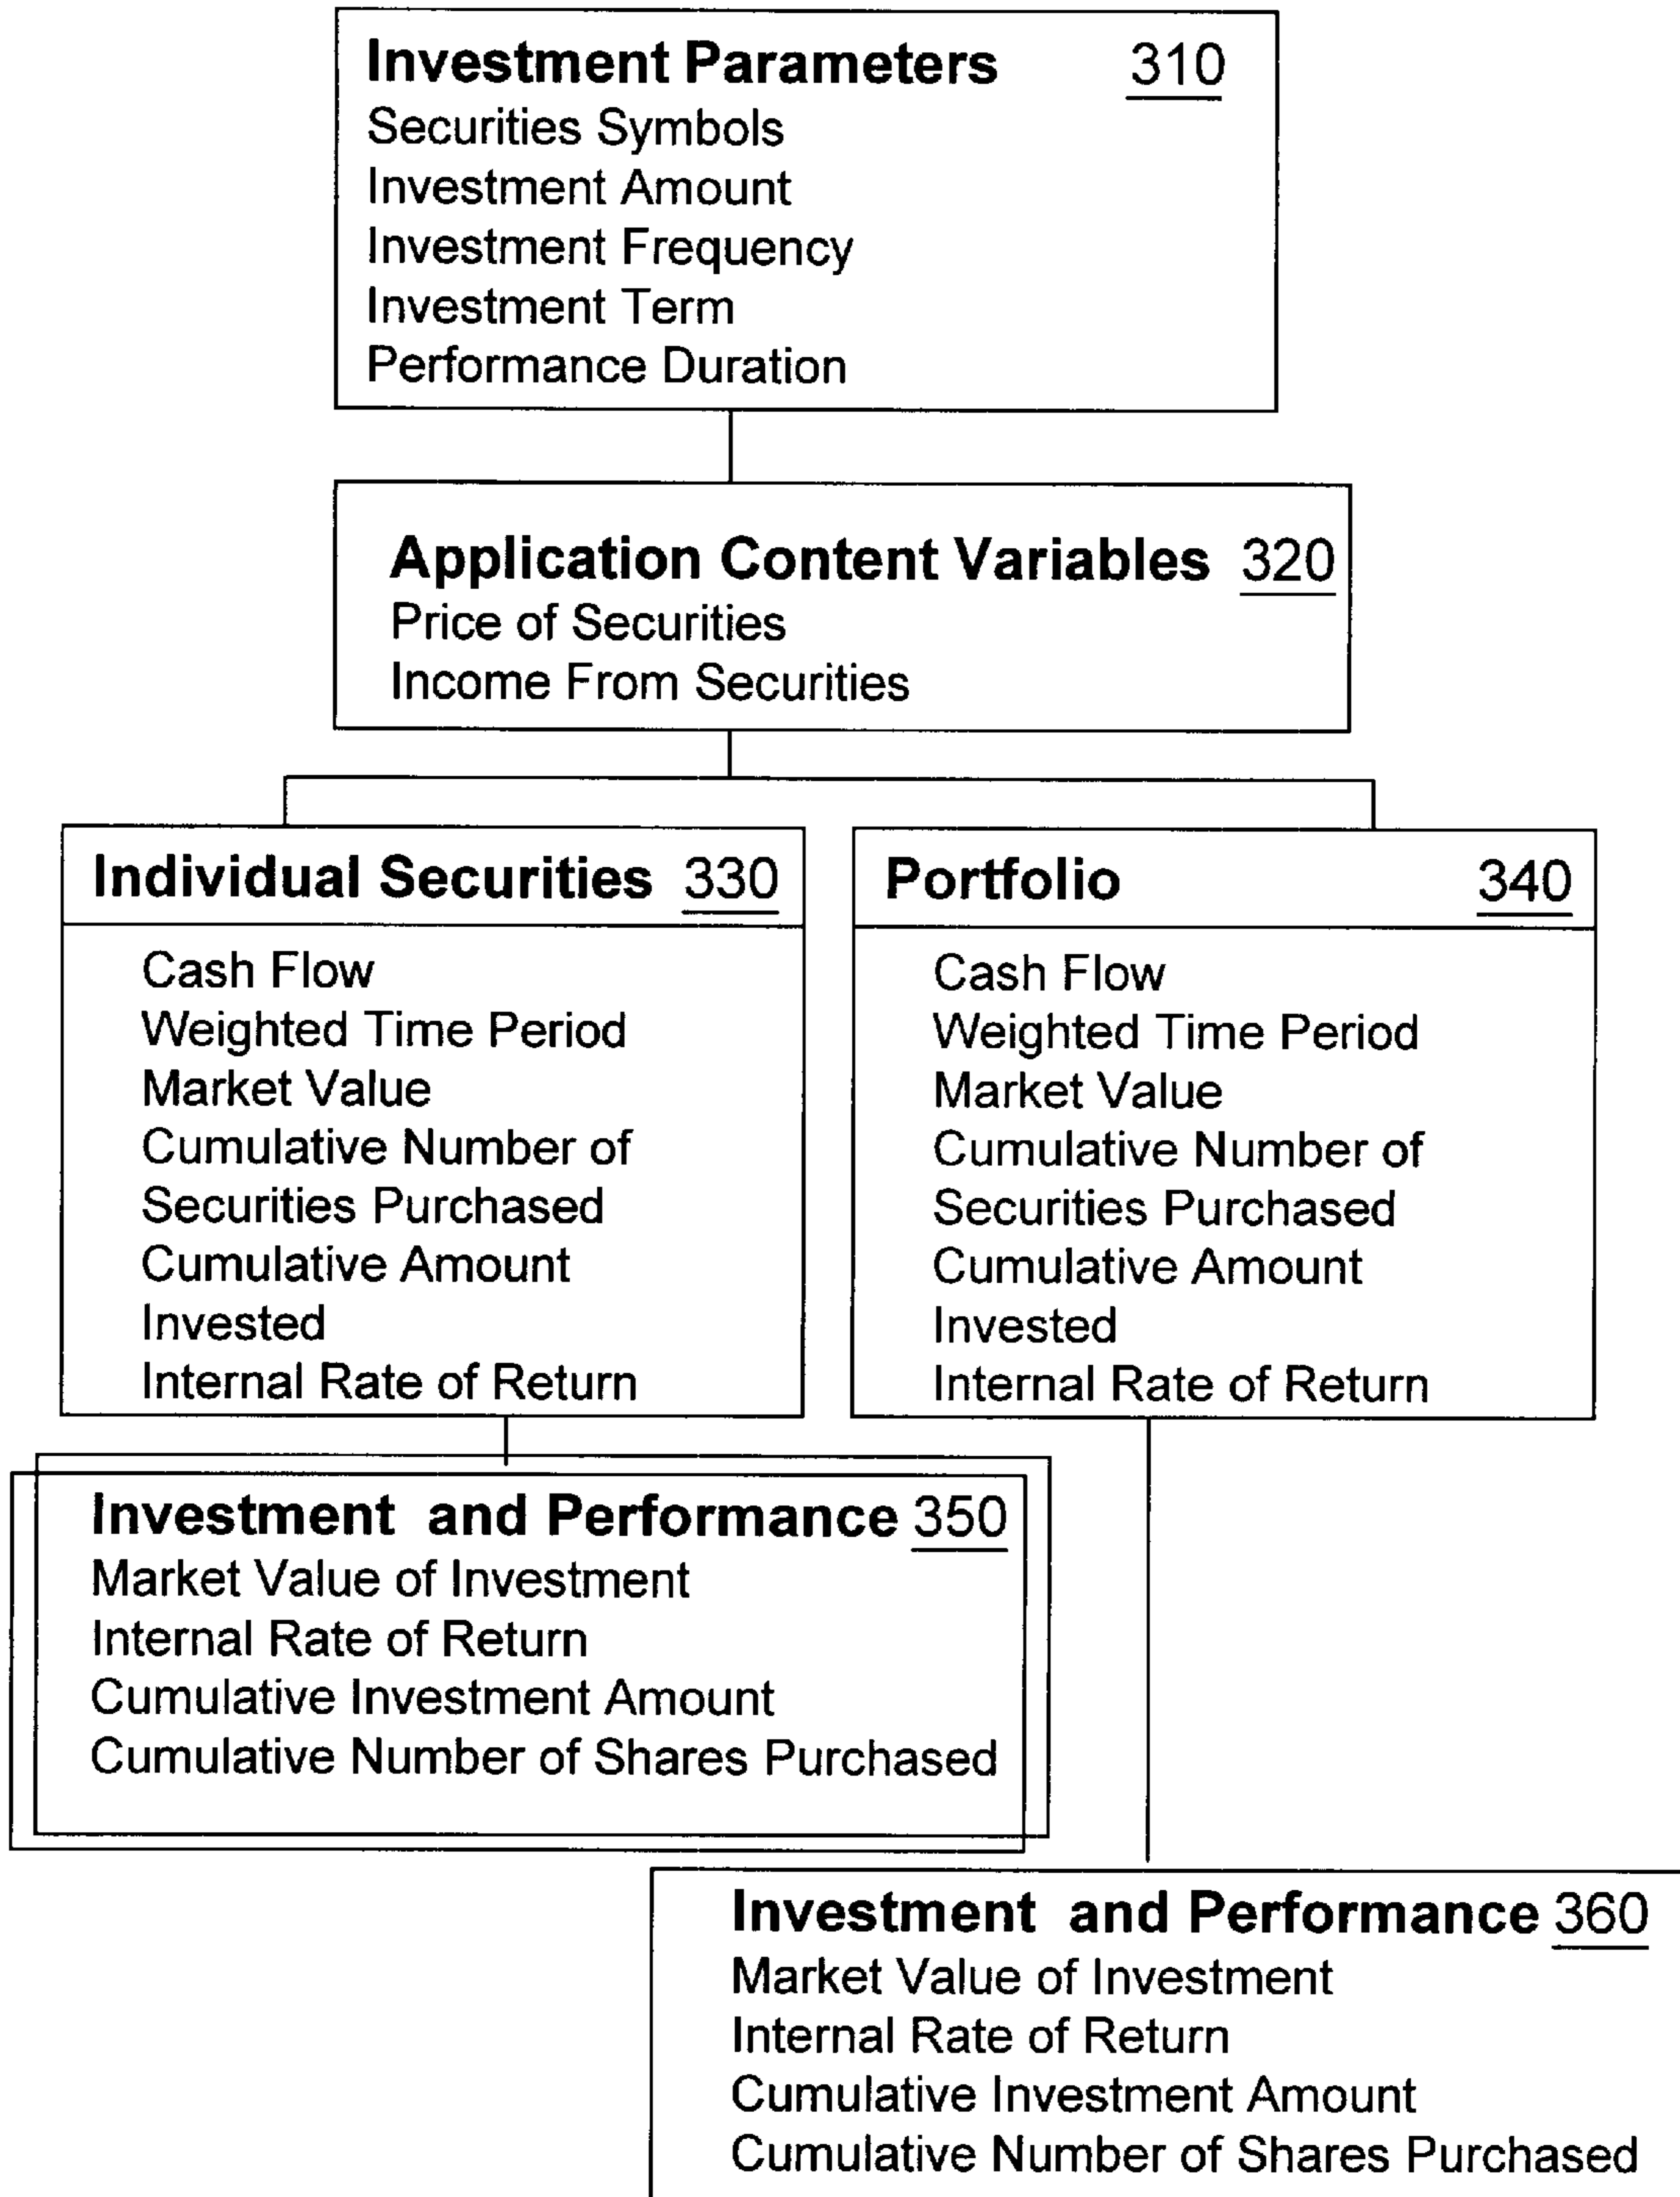 Investment Parameters 310
Securities Symbols
Investment Amount
Investment Frequency
Investment Term
Performance Duration
Application Content Variables 320
Price of Securities
Income From Securities
Individual Securities 330
Cash Flow
Weighted Time Period
Market Value
Cumulative Number of
Securities Purchased
Cumulative Amount
Invested
Internal Rate of Return
Portfolio 340
Cash Flow
Weighted Time Period
Market Value
Cumulative Number of
Securities Purchased
Cumulative Amount
Invested
Internal Rate of Return
Investment and Performance 350
Market Value of Investment
Internal Rate of Return
Cumulative Investment Amount
Cumulative Number of Shares Purchased
Investment and Performance 360
Market Value of Investment
Internal Rate of Return
Cumulative Investment Amount
Cumulative Number of Shares Purchased